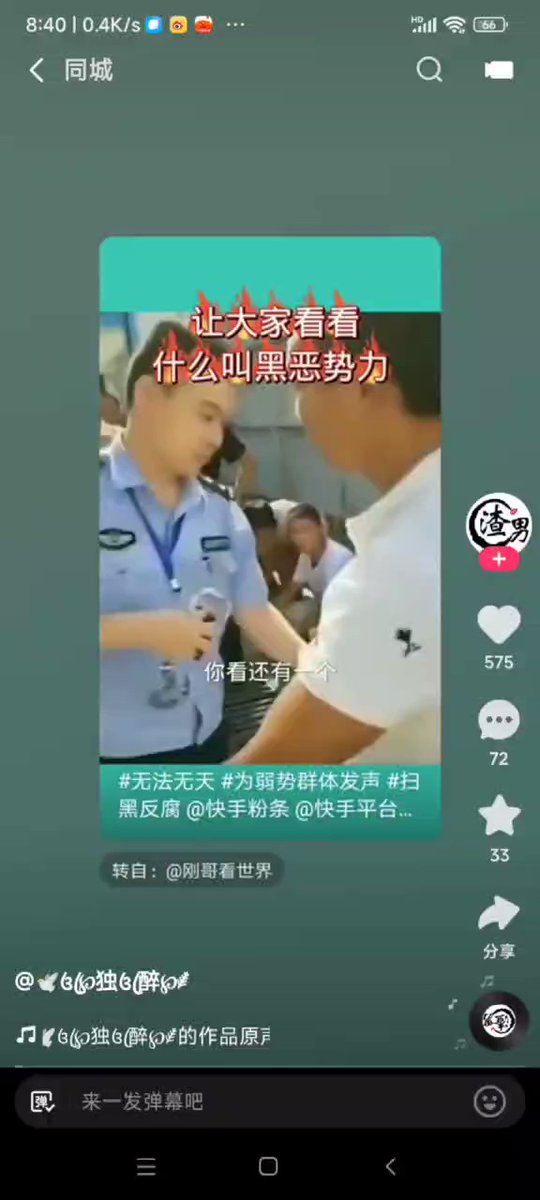 8:40 | 0.4K/s
HD
66
同城
让大家看看
什么叫黑恶势力
你看还有一个
#无法无天 #为弱势群体发声 #扫
黑反腐 @快手粉条 @快手平台...
转自：@刚哥看世界
渣男
575
72
33
分享
@🕊️ঔৣ℘独ঔৣ醉℘
🕊ঔৣ℘独ঔৣ醉℘的作品原声
弹
来一发弹幕吧